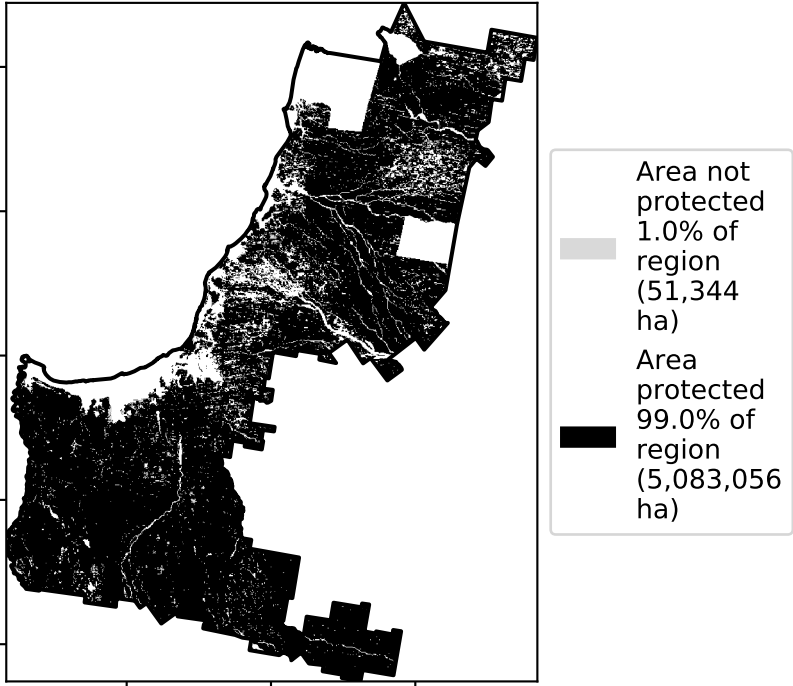 Area not
protected
1.0% of
region
(51,344
ha)
Area
protected
99.0% of
region
(5,083,056
ha)